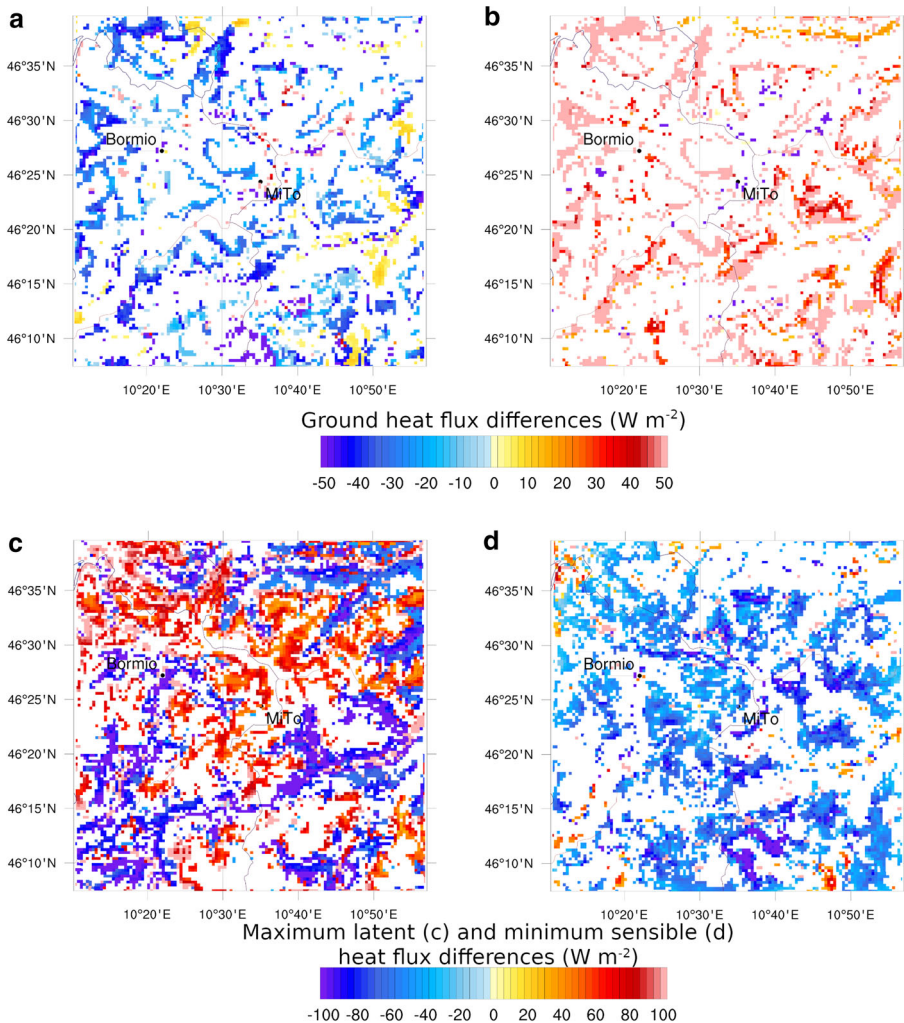 a
b
46°35'N
46°30'N
46°25'N
46°20'N
46°15'N
46°10'N
Bormio
MiTo
10°20'E
10°30'E
10°40'E
10°50'E
46°35'N
46°30'N
46°25'N
46°20'N
46°15'N
46°10'N
Bormio
MiTo
10°20'E
10°30'E
10°40'E
10°50'E
Ground heat flux differences (W m⁻²)
-50 -40 -30 -20 -10 0 10 20 30 40 50
c
d
46°35'N
46°30'N
46°25'N
46°20'N
46°15'N
46°10'N
Bormio
MiTo
10°20'E
10°30'E
10°40'E
10°50'E
46°35'N
46°30'N
46°25'N
46°20'N
46°15'N
46°10'N
Bormio
MiTo
10°20'E
10°30'E
10°40'E
10°50'E
Maximum latent (c) and minimum sensible (d)
heat flux differences (W m⁻²)
-100 -80 -60 -40 -20 0 20 40 60 80 100